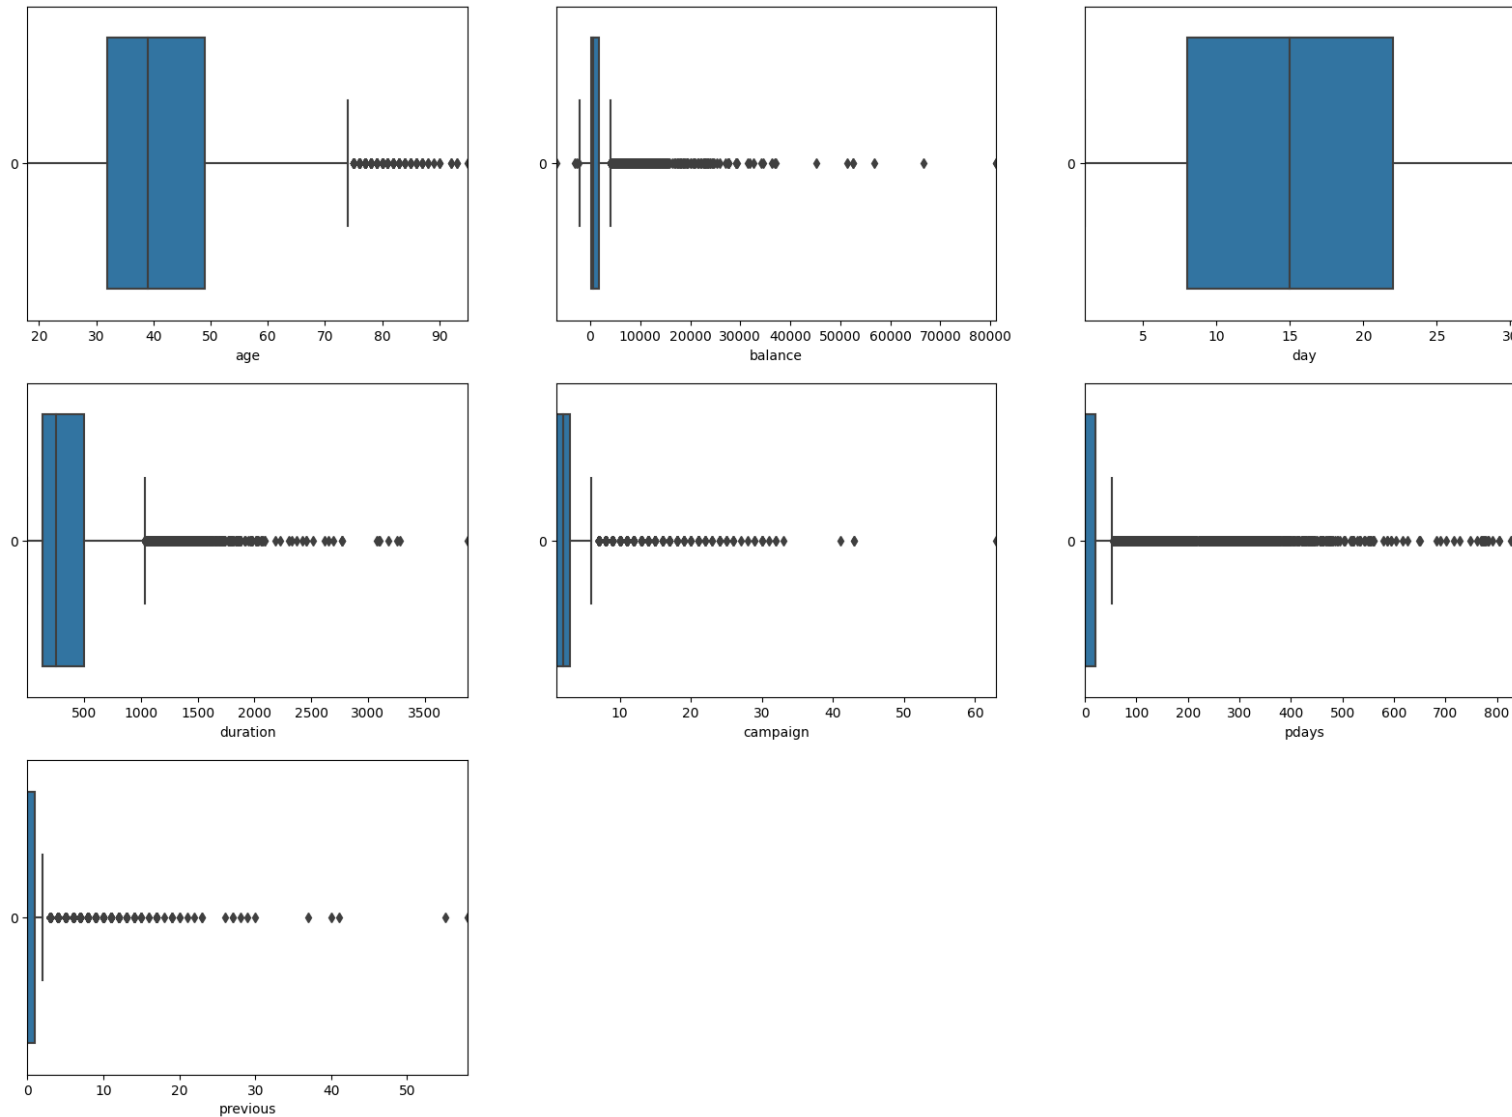 0 0 0
20 30 40 50 60 70 80 90 0 10000 20000 30000 40000 50000 60000 70000 80000 5 10 15 20 25
age balance day
0 0 0
500 1000 1500 2000 2500 3000 3500 10 20 30 40 50 60 0 100 200 300 400 500 600 700 800
duration campaign pdays
0
0 10 20 30 40 50
previous